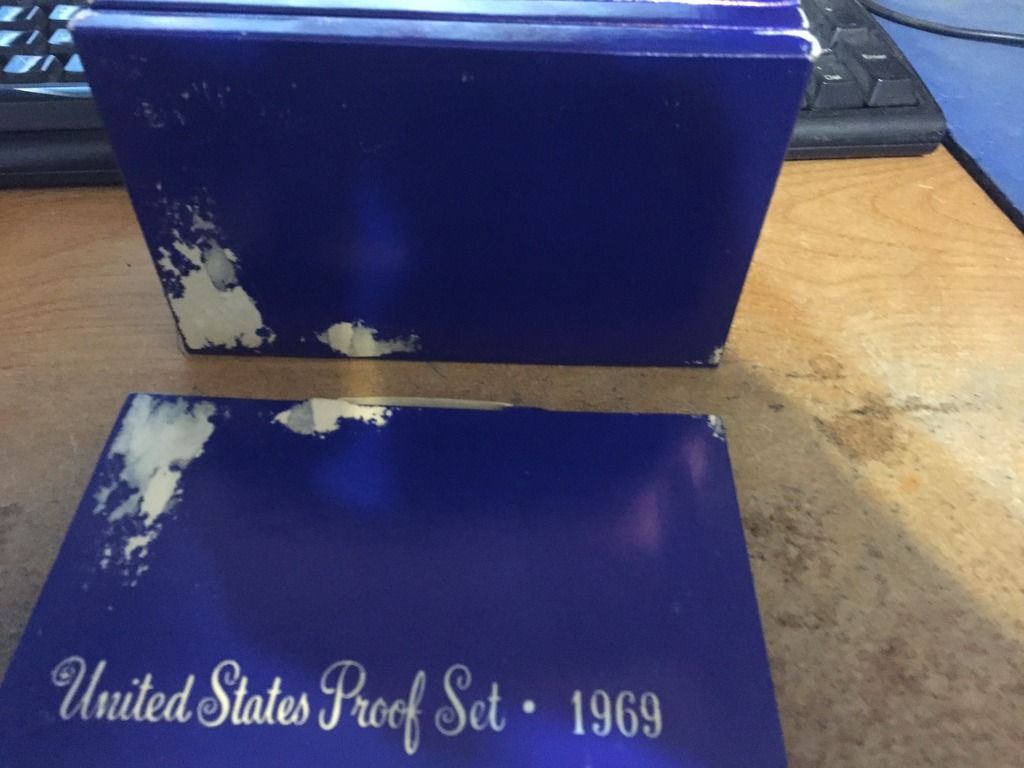 United States Proof Set • 1969